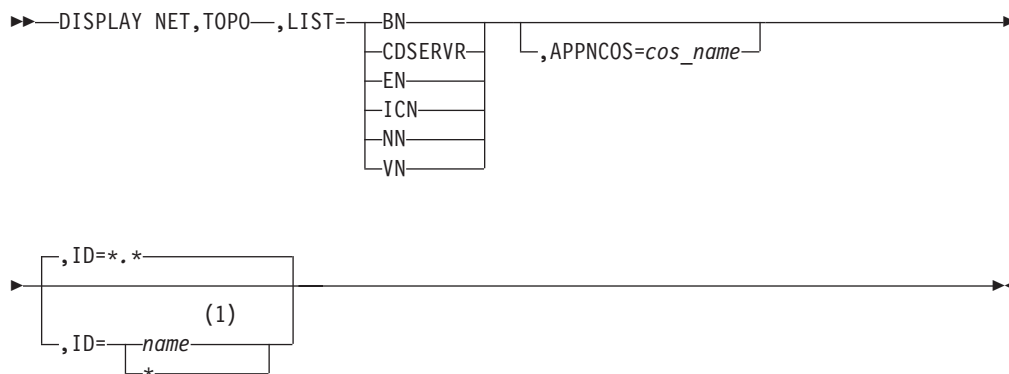 DISPLAY NET,TOPO ,LIST= BN ,APPNCOS=cos_name
CDSERVR
EN
ICN
NN
VN
,ID=*.*
(1)
,ID= name
*